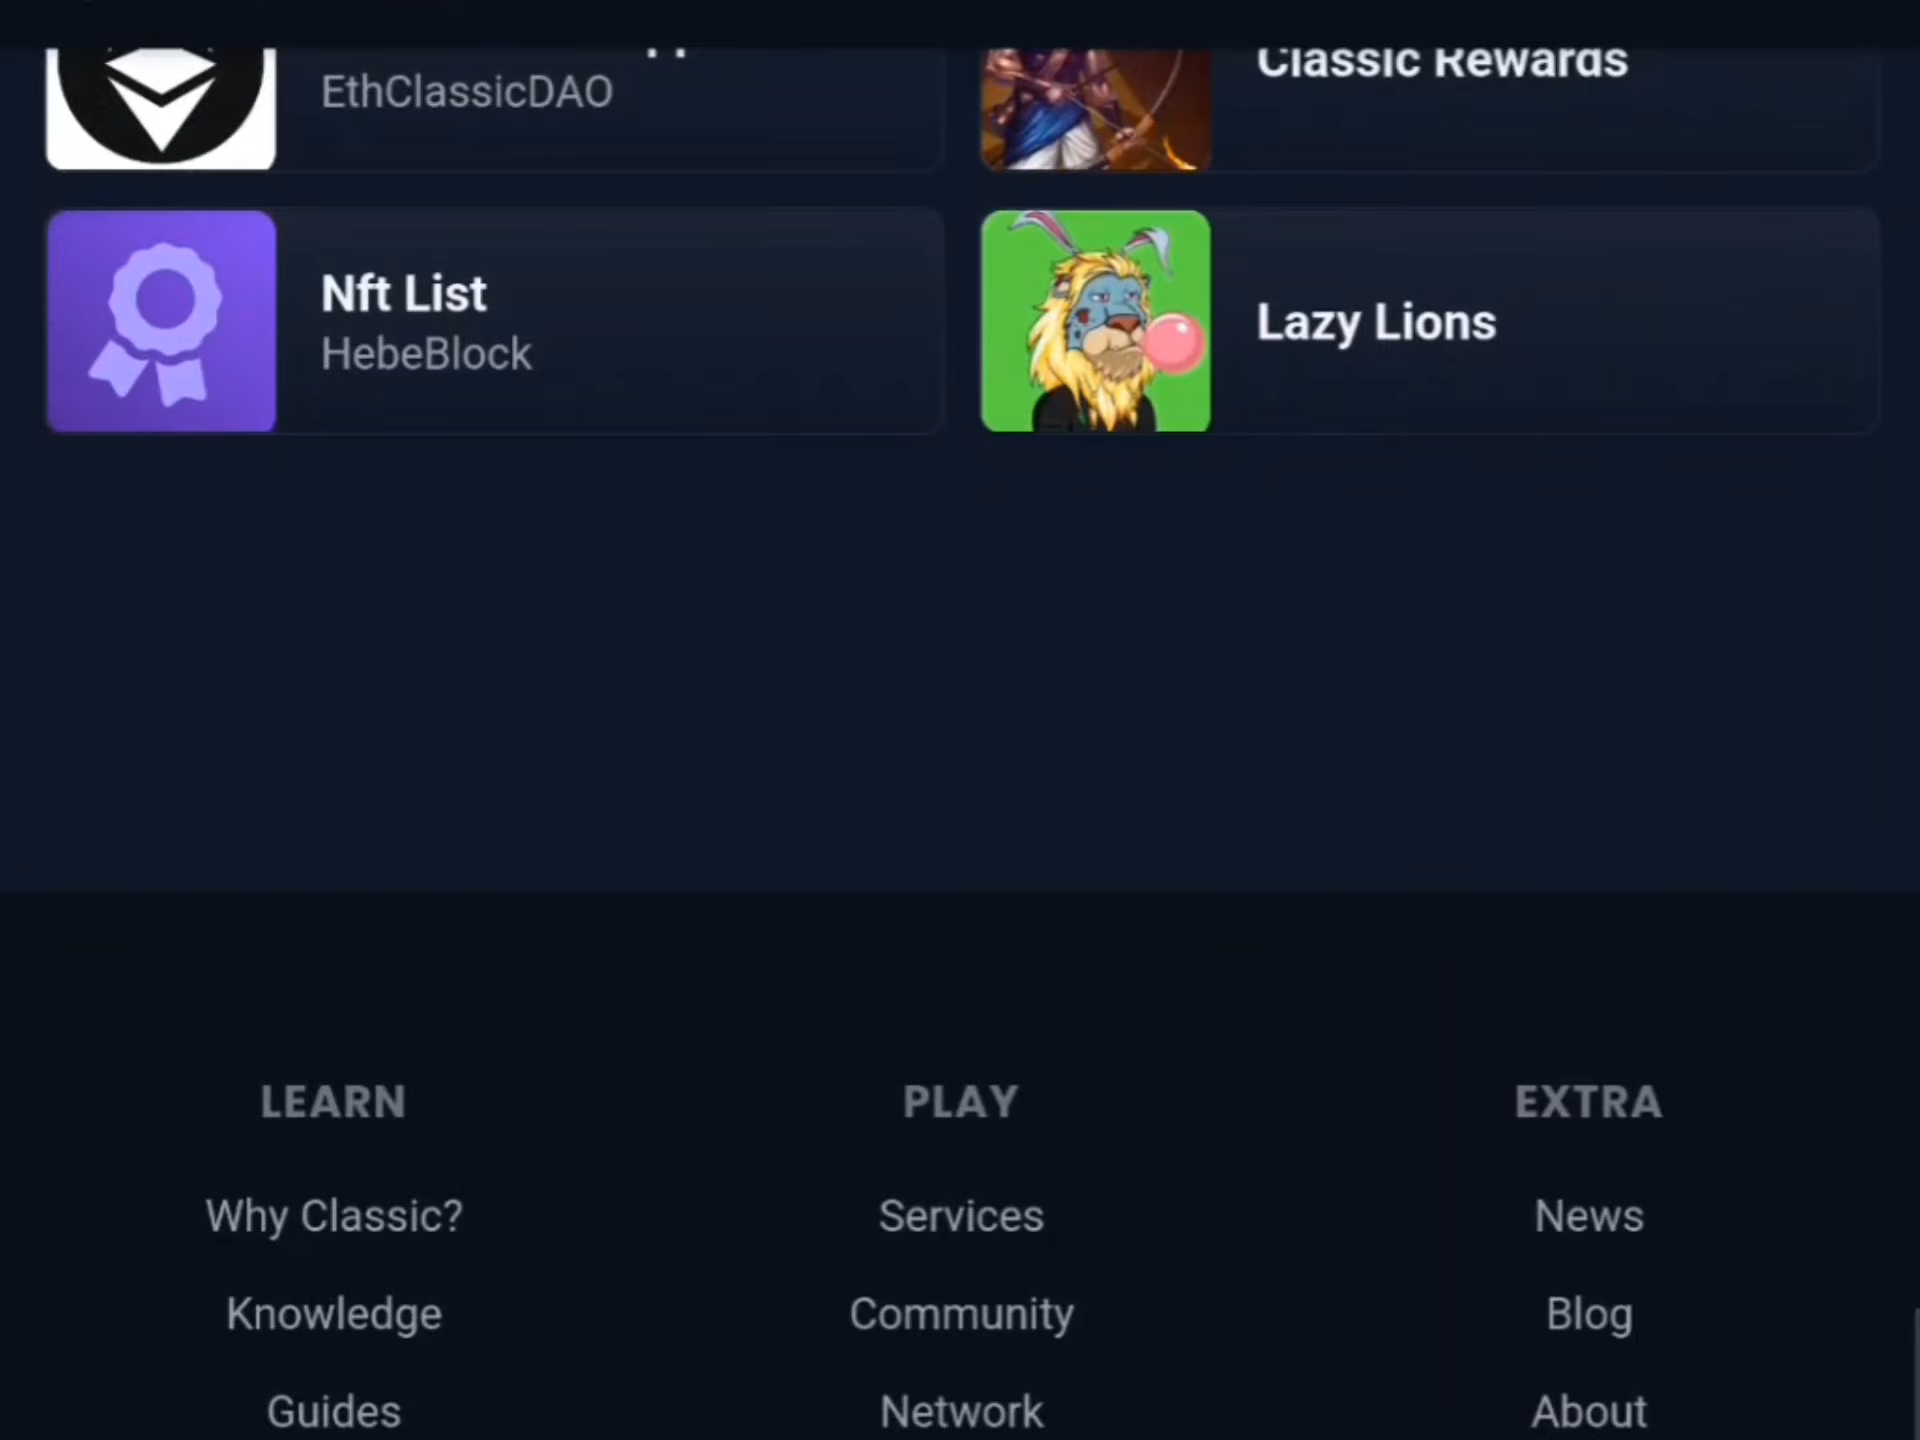 EthClassicDAO
Classic Rewards
Nft List
HebeBlock
Lazy Lions
LEARN
PLAY
EXTRA
Why Classic?
Services
News
Knowledge
Community
Blog
Guides
Network
About